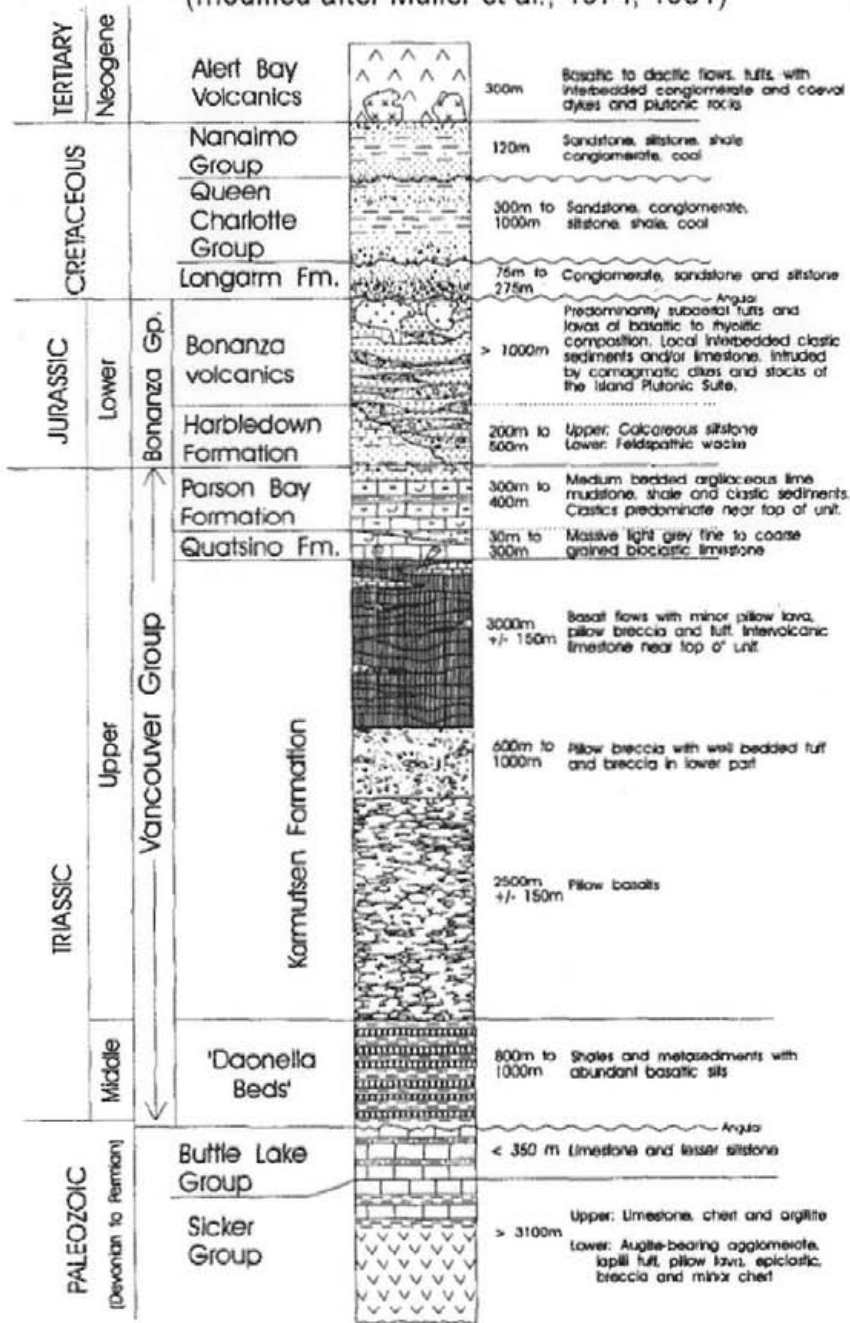 (modified after Muller et al., 1974, 1981)
TERTIARY
Neogene
Alert Bay
Volcanics
300m
Basaltic to dacitic flows, tuffs, with
interbedded conglomerate and coeval
dykes and plutonic rocks
CRETACEOUS
Nanaimo
Group
120m
Sandstone, siltstone, shale
conglomerate, coal
Queen
Charlotte
Group
300m to
1000m
Sandstone, conglomerate,
siltstone, shale, coal
Longarm Fm.
75m to
275m
Conglomerate, sandstone and siltstone
Angular
JURASSIC
Lower
Bonanza Gp.
Bonanza
volcanics
> 1000m
Predominantly subaerial tuffs and
lavas of basaltic to rhyolitic
composition. Local interbedded clastic
sediments and/or limestone. Intruded
by comagmatic dikes and stocks of
the Island Plutonic Suite.
Harbledown
Formation
200m to
500m
Upper: Calcareous siltstone
Lower: Feldspathic wacke
TRIASSIC
Upper
Vancouver Group
Parson Bay
Formation
300m to
400m
Medium bedded argillaceous lime
mudstone, shale and clastic sediments.
Clastics predominate near top of unit.
Quatsino Fm.
30m to
300m
Massive light grey fine to coarse
grained bioclastic limestone
Karmutsen Formation
3000m
+/- 150m
Basalt flows with minor pillow lava,
pillow breccia and tuff. Intervolcanic
limestone near top of unit
600m to
1000m
Pillow breccia with well bedded tuff
and breccia in lower part
2500m
+/- 150m
Pillow basalts
Middle
'Daonella
Beds'
800m to
1000m
Shales and metasediments with
abundant basaltic sills
Angular
PALEOZOIC
[Devonian to Permian]
Buttle Lake
Group
< 350 m
Limestone and lesser siltstone
Sicker
Group
> 3100m
Upper: Limestone, chert and argillite
Lower: Augite-bearing agglomerate,
lapilli tuff, pillow lava, epiclastic,
breccia and minor chert